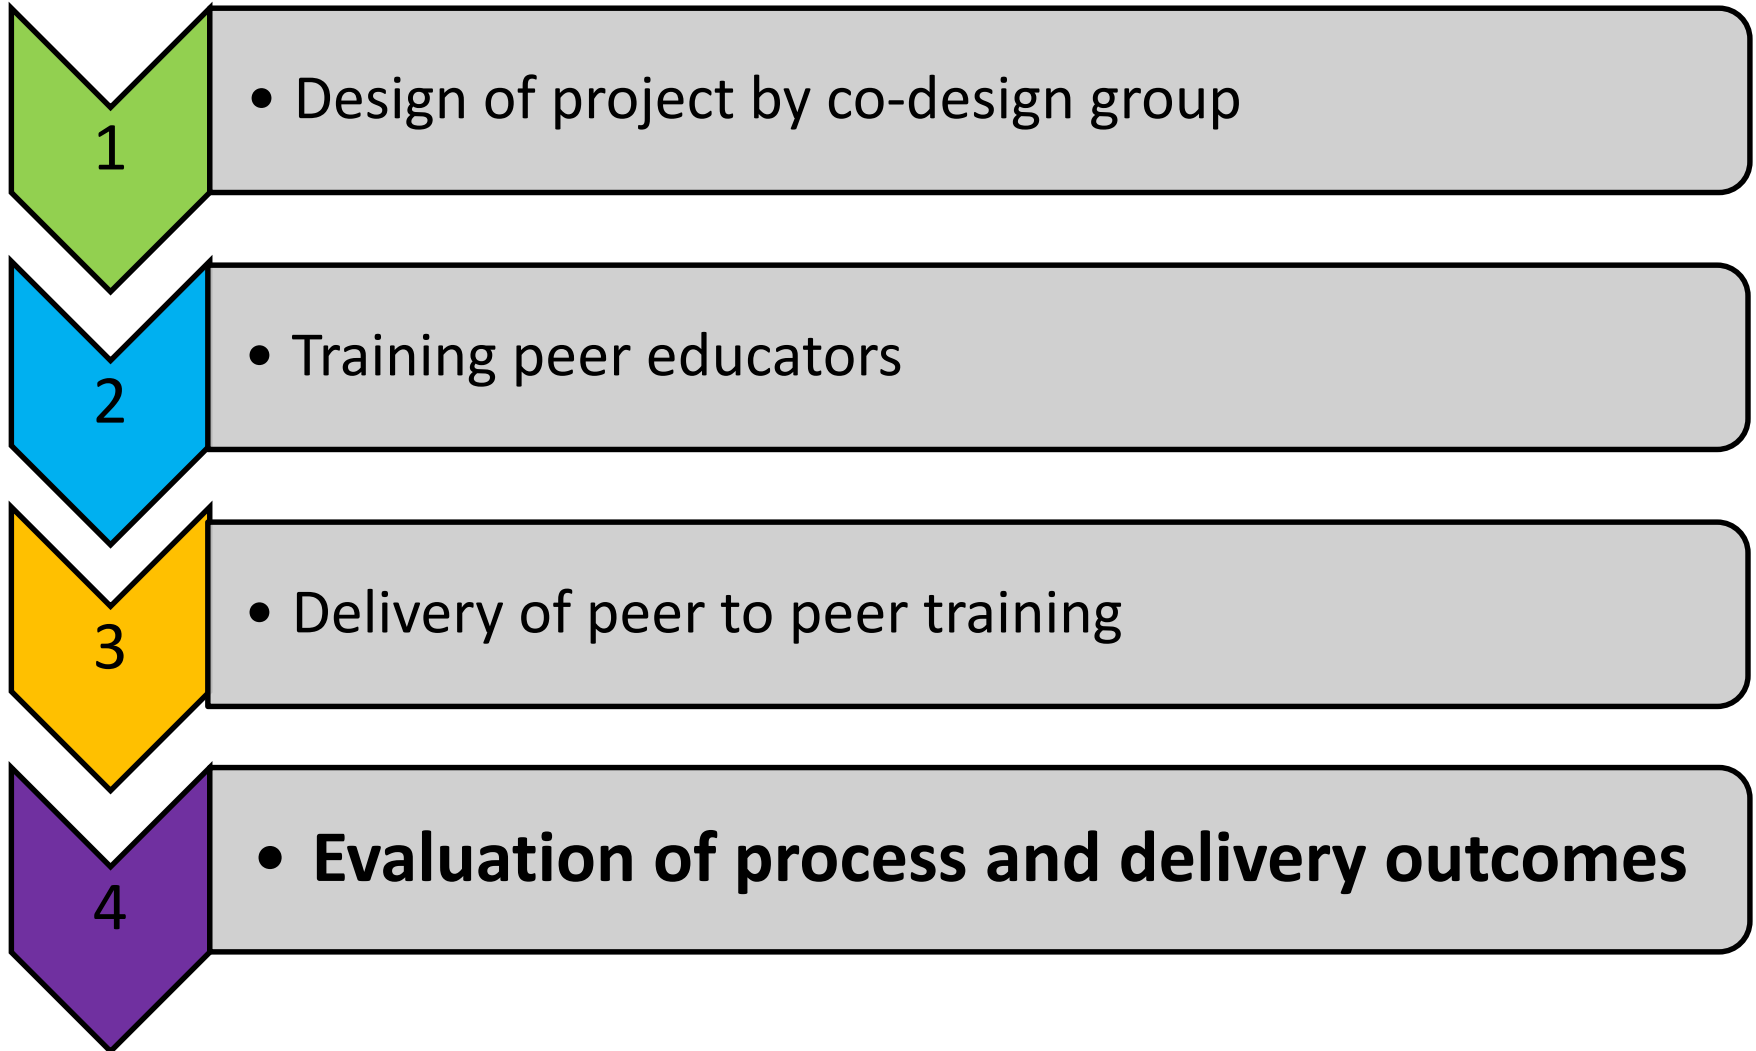 1
• Design of project by co-design group
2
• Training peer educators
3
• Delivery of peer to peer training
4
• Evaluation of process and delivery outcomes